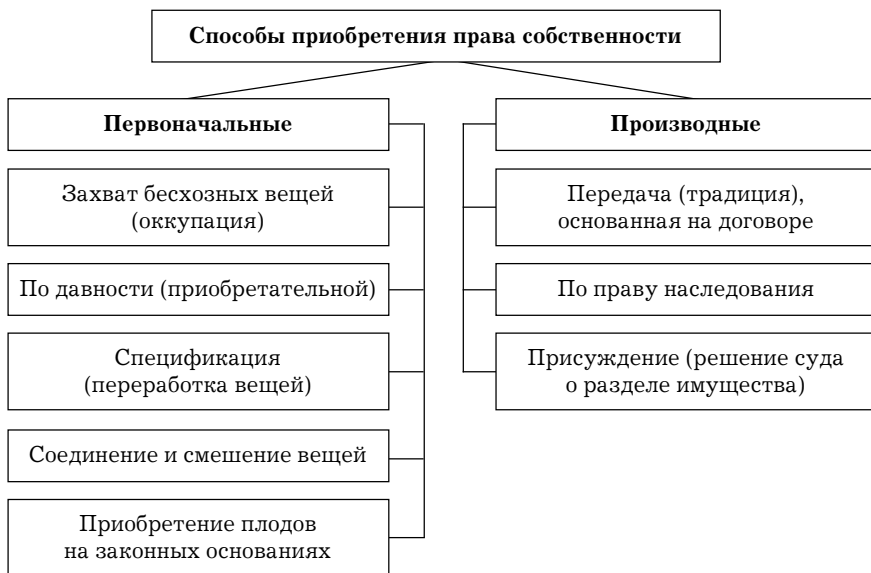 Способы приобретения права собственности
Первоначальные
Захват бесхозных вещей
(оккупация)
По давности (приобретательной)
Спецификация
(переработка вещей)
Соединение и смешение вещей
Приобретение плодов
на законных основаниях
Производные
Передача (традиция),
основанная на договоре
По праву наследования
Присуждение (решение суда
о разделе имущества)